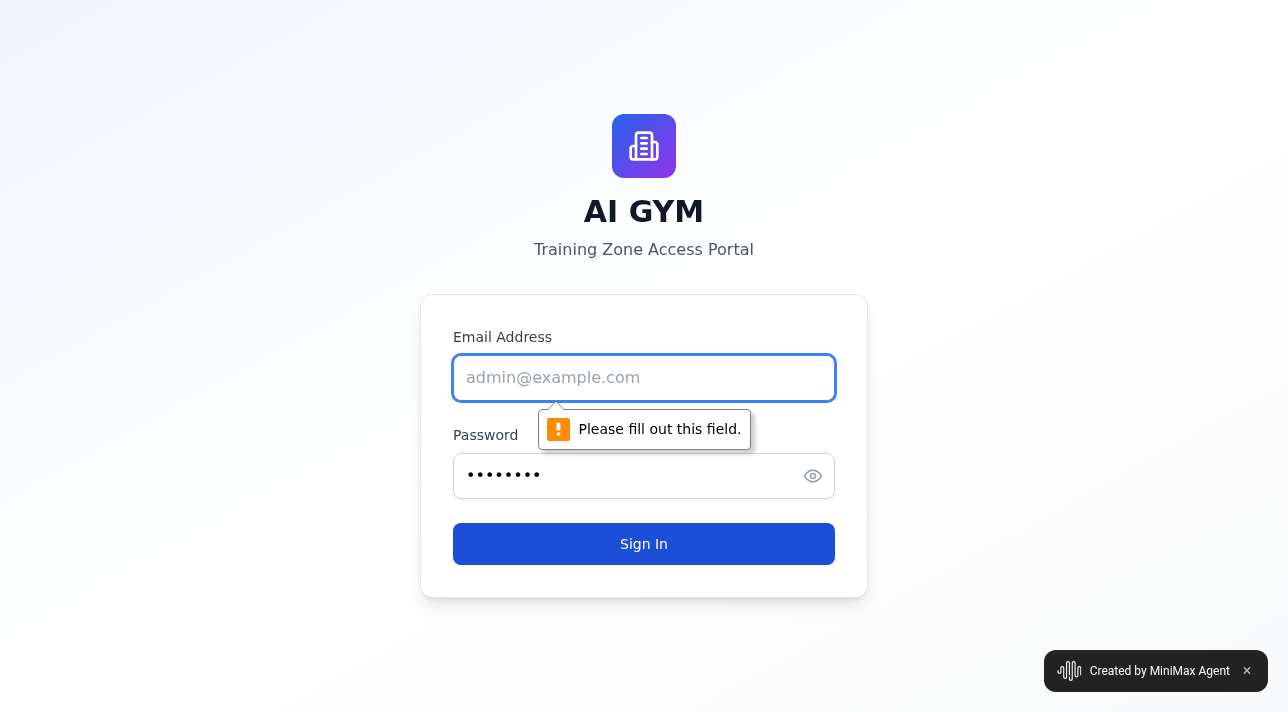 AI GYM
Training Zone Access Portal
Email Address
admin@example.com
Please fill out this field.
Password
••••••••
Sign In
Created by MiniMax Agent ×